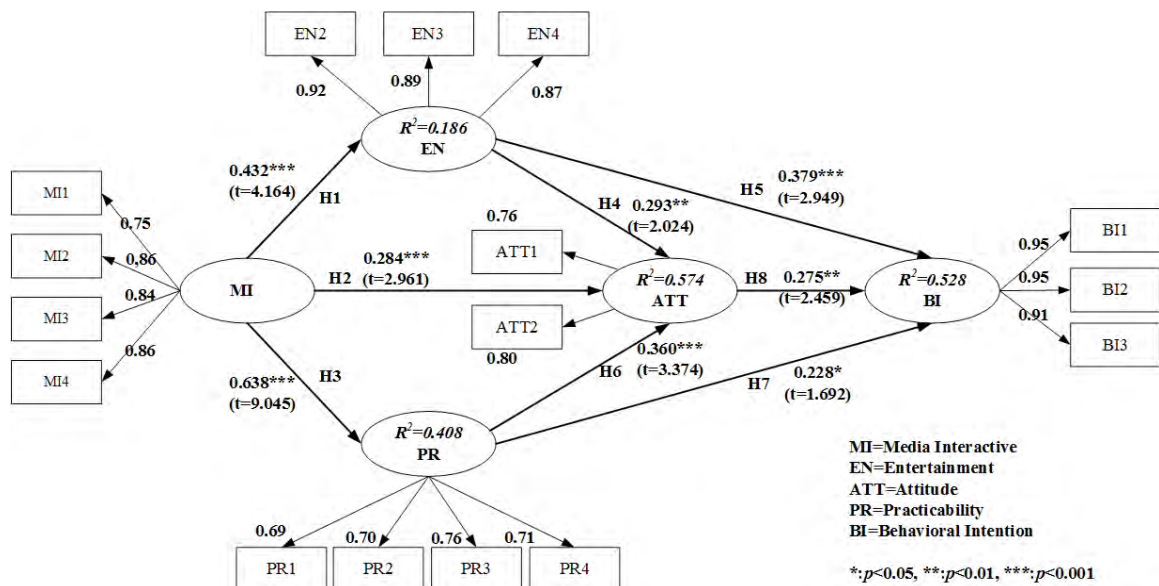 EN2
EN3
EN4
0.92
0.89
0.87
R²=0.186
EN
0.432***
(t=4.164)
H1
H5
0.379***
(t=2.949)
H4
0.293**
(t=2.024)
MI1
MI2
MI3
MI4
0.75
0.86
0.84
0.86
MI
H2
0.284***
(t=2.961)
0.76
ATT1
ATT2
0.80
R²=0.574
ATT
H8
0.275**
(t=2.459)
R²=0.528
BI
0.95
0.95
0.91
BI1
BI2
BI3
0.638***
(t=9.045)
H3
H6
0.360***
(t=3.374)
H7
0.228*
(t=1.692)
R²=0.408
PR
0.69
0.70
0.76
0.71
PR1
PR2
PR3
PR4
MI=Media Interactive
EN=Entertainment
ATT=Attitude
PR=Practicability
BI=Behavioral Intention
*:p<0.05, **:p<0.01, ***:p<0.001